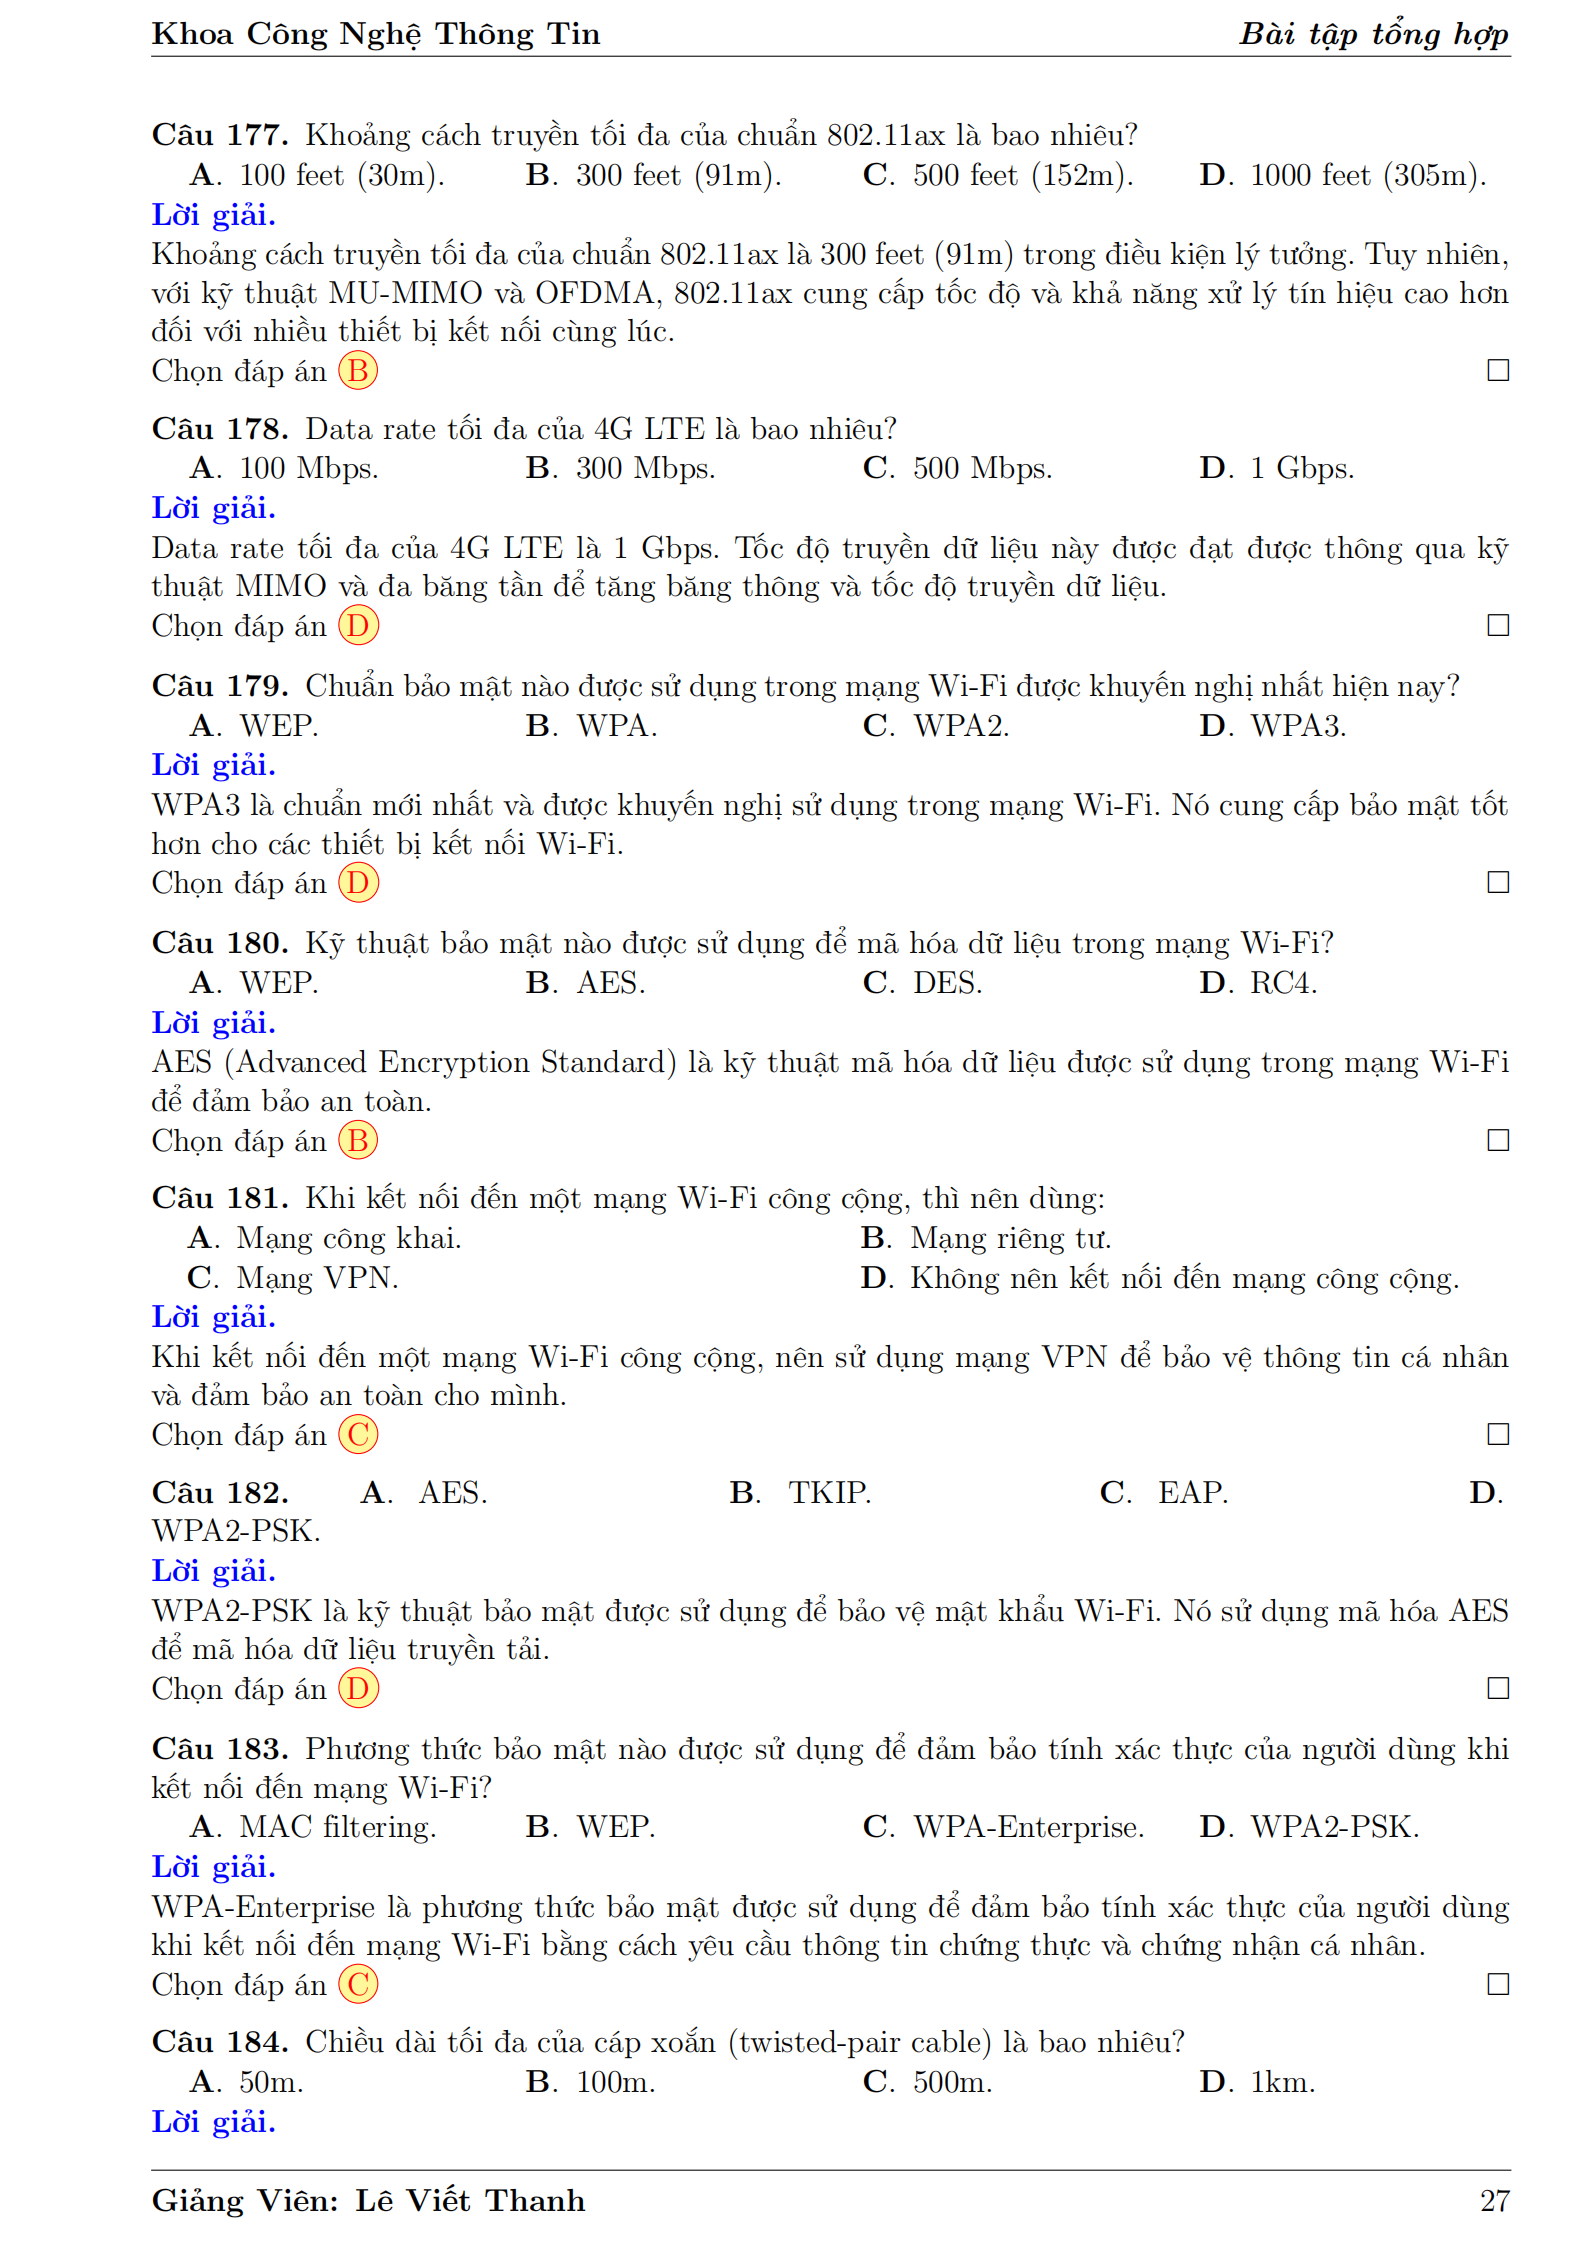 Khoa Công Nghệ Thông Tin Bài tập tổng hợp
Câu 177. Khoảng cách truyền tối đa của chuẩn 802.11ax là bao nhiêu?
A. 100 feet (30m). B. 300 feet (91m). C. 500 feet (152m). D. 1000 feet (305m).
Lời giải.
Khoảng cách truyền tối đa của chuẩn 802.11ax là 300 feet (91m) trong điều kiện lý tưởng. Tuy nhiên,
với kỹ thuật MU-MIMO và OFDMA, 802.11ax cung cấp tốc độ và khả năng xử lý tín hiệu cao hơn
đối với nhiều thiết bị kết nối cùng lúc.
Chọn đáp án B □
Câu 178. Data rate tối đa của 4G LTE là bao nhiêu?
A. 100 Mbps. B. 300 Mbps. C. 500 Mbps. D. 1 Gbps.
Lời giải.
Data rate tối đa của 4G LTE là 1 Gbps. Tốc độ truyền dữ liệu này được đạt được thông qua kỹ
thuật MIMO và đa băng tần để tăng băng thông và tốc độ truyền dữ liệu.
Chọn đáp án D □
Câu 179. Chuẩn bảo mật nào được sử dụng trong mạng Wi-Fi được khuyến nghị nhất hiện nay?
A. WEP. B. WPA. C. WPA2. D. WPA3.
Lời giải.
WPA3 là chuẩn mới nhất và được khuyến nghị sử dụng trong mạng Wi-Fi. Nó cung cấp bảo mật tốt
hơn cho các thiết bị kết nối Wi-Fi.
Chọn đáp án D □
Câu 180. Kỹ thuật bảo mật nào được sử dụng để mã hóa dữ liệu trong mạng Wi-Fi?
A. WEP. B. AES. C. DES. D. RC4.
Lời giải.
AES (Advanced Encryption Standard) là kỹ thuật mã hóa dữ liệu được sử dụng trong mạng Wi-Fi
để đảm bảo an toàn.
Chọn đáp án B □
Câu 181. Khi kết nối đến một mạng Wi-Fi công cộng, thì nên dùng:
A. Mạng công khai. B. Mạng riêng tư.
C. Mạng VPN. D. Không nên kết nối đến mạng công cộng.
Lời giải.
Khi kết nối đến một mạng Wi-Fi công cộng, nên sử dụng mạng VPN để bảo vệ thông tin cá nhân
và đảm bảo an toàn cho mình.
Chọn đáp án C □
Câu 182. A. AES. B. TKIP. C. EAP. D.
WPA2-PSK.
Lời giải.
WPA2-PSK là kỹ thuật bảo mật được sử dụng để bảo vệ mật khẩu Wi-Fi. Nó sử dụng mã hóa AES
để mã hóa dữ liệu truyền tải.
Chọn đáp án D □
Câu 183. Phương thức bảo mật nào được sử dụng để đảm bảo tính xác thực của người dùng khi
kết nối đến mạng Wi-Fi?
A. MAC filtering. B. WEP. C. WPA-Enterprise. D. WPA2-PSK.
Lời giải.
WPA-Enterprise là phương thức bảo mật được sử dụng để đảm bảo tính xác thực của người dùng
khi kết nối đến mạng Wi-Fi bằng cách yêu cầu thông tin chứng thực và chứng nhận cá nhân.
Chọn đáp án C □
Câu 184. Chiều dài tối đa của cáp xoắn (twisted-pair cable) là bao nhiêu?
A. 50m. B. 100m. C. 500m. D. 1km.
Lời giải.
Giảng Viên: Lê Viết Thanh 27